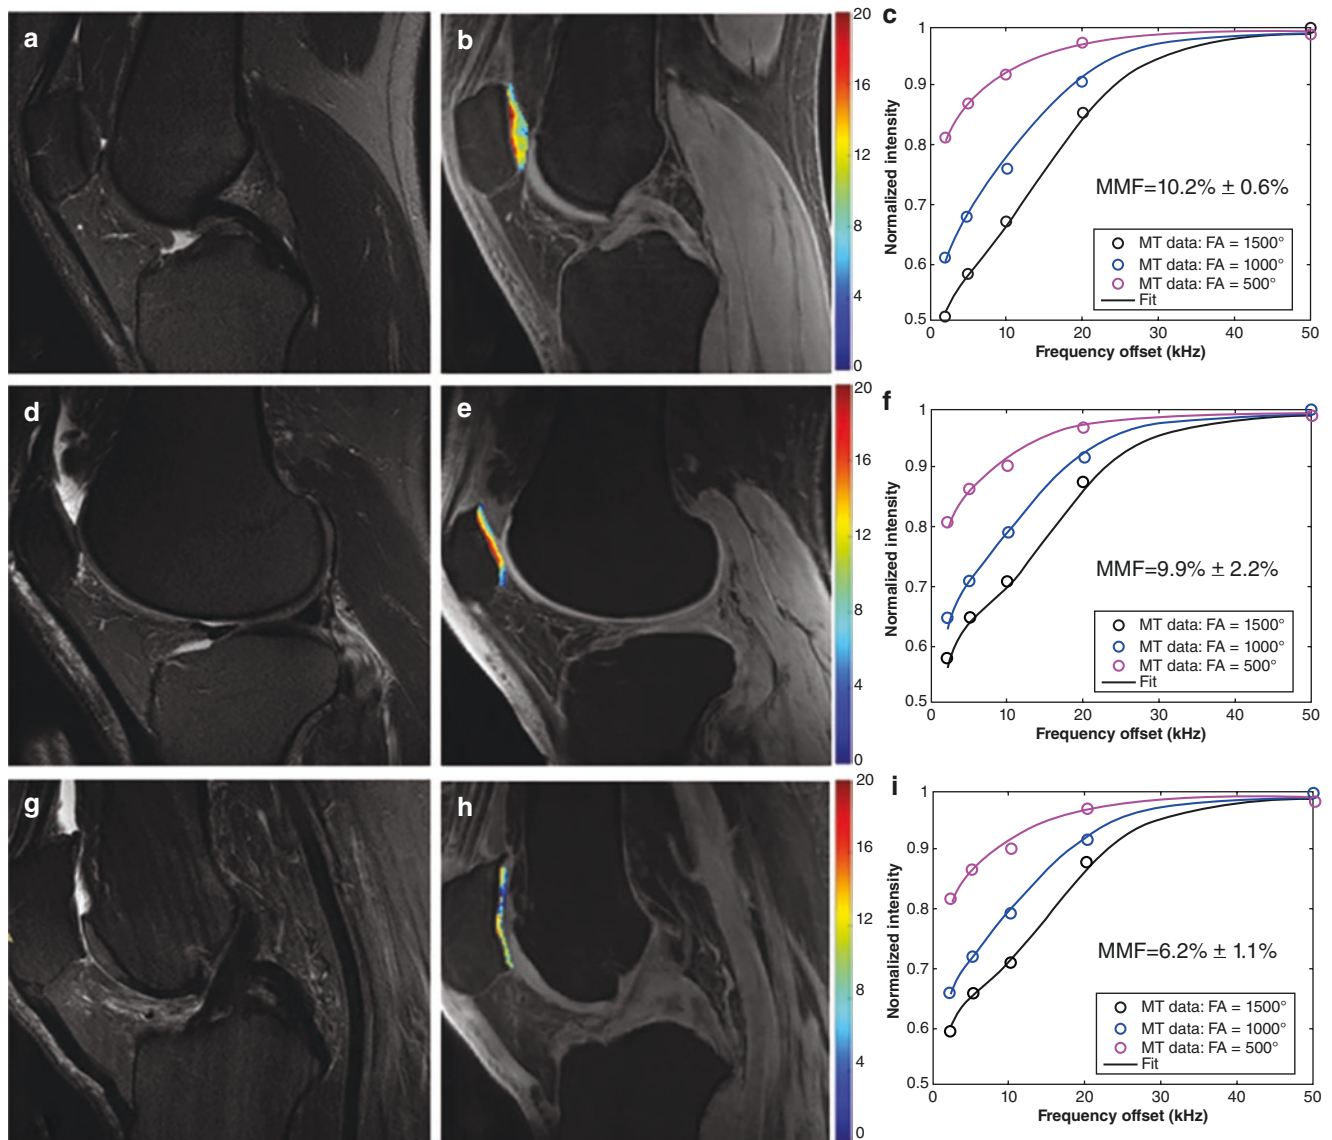 a
b
20
16
12
8
4
0
c
1
0.9
0.8
0.7
0.6
0.5
Normalized intensity
MMF=10.2% ± 0.6%
MT data: FA = 1500°
MT data: FA = 1000°
MT data: FA = 500°
Fit
0 10 20 30 40 50
Frequency offset (kHz)
d
e
20
16
12
8
4
0
f
1
0.9
0.8
0.7
0.6
0.5
Normalized intensity
MMF=9.9% ± 2.2%
MT data: FA = 1500°
MT data: FA = 1000°
MT data: FA = 500°
Fit
0 10 20 30 40 50
Frequency offset (kHz)
g
h
20
16
12
8
4
0
i
1
0.9
0.8
0.7
0.6
0.5
Normalized intensity
MMF=6.2% ± 1.1%
MT data: FA = 1500°
MT data: FA = 1000°
MT data: FA = 500°
Fit
0 10 20 30 40 50
Frequency offset (kHz)